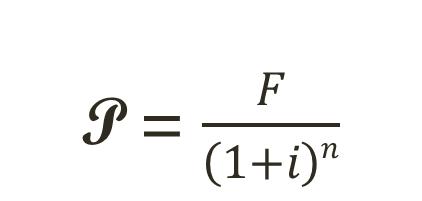 𝒫 = F / (1+i)ⁿ